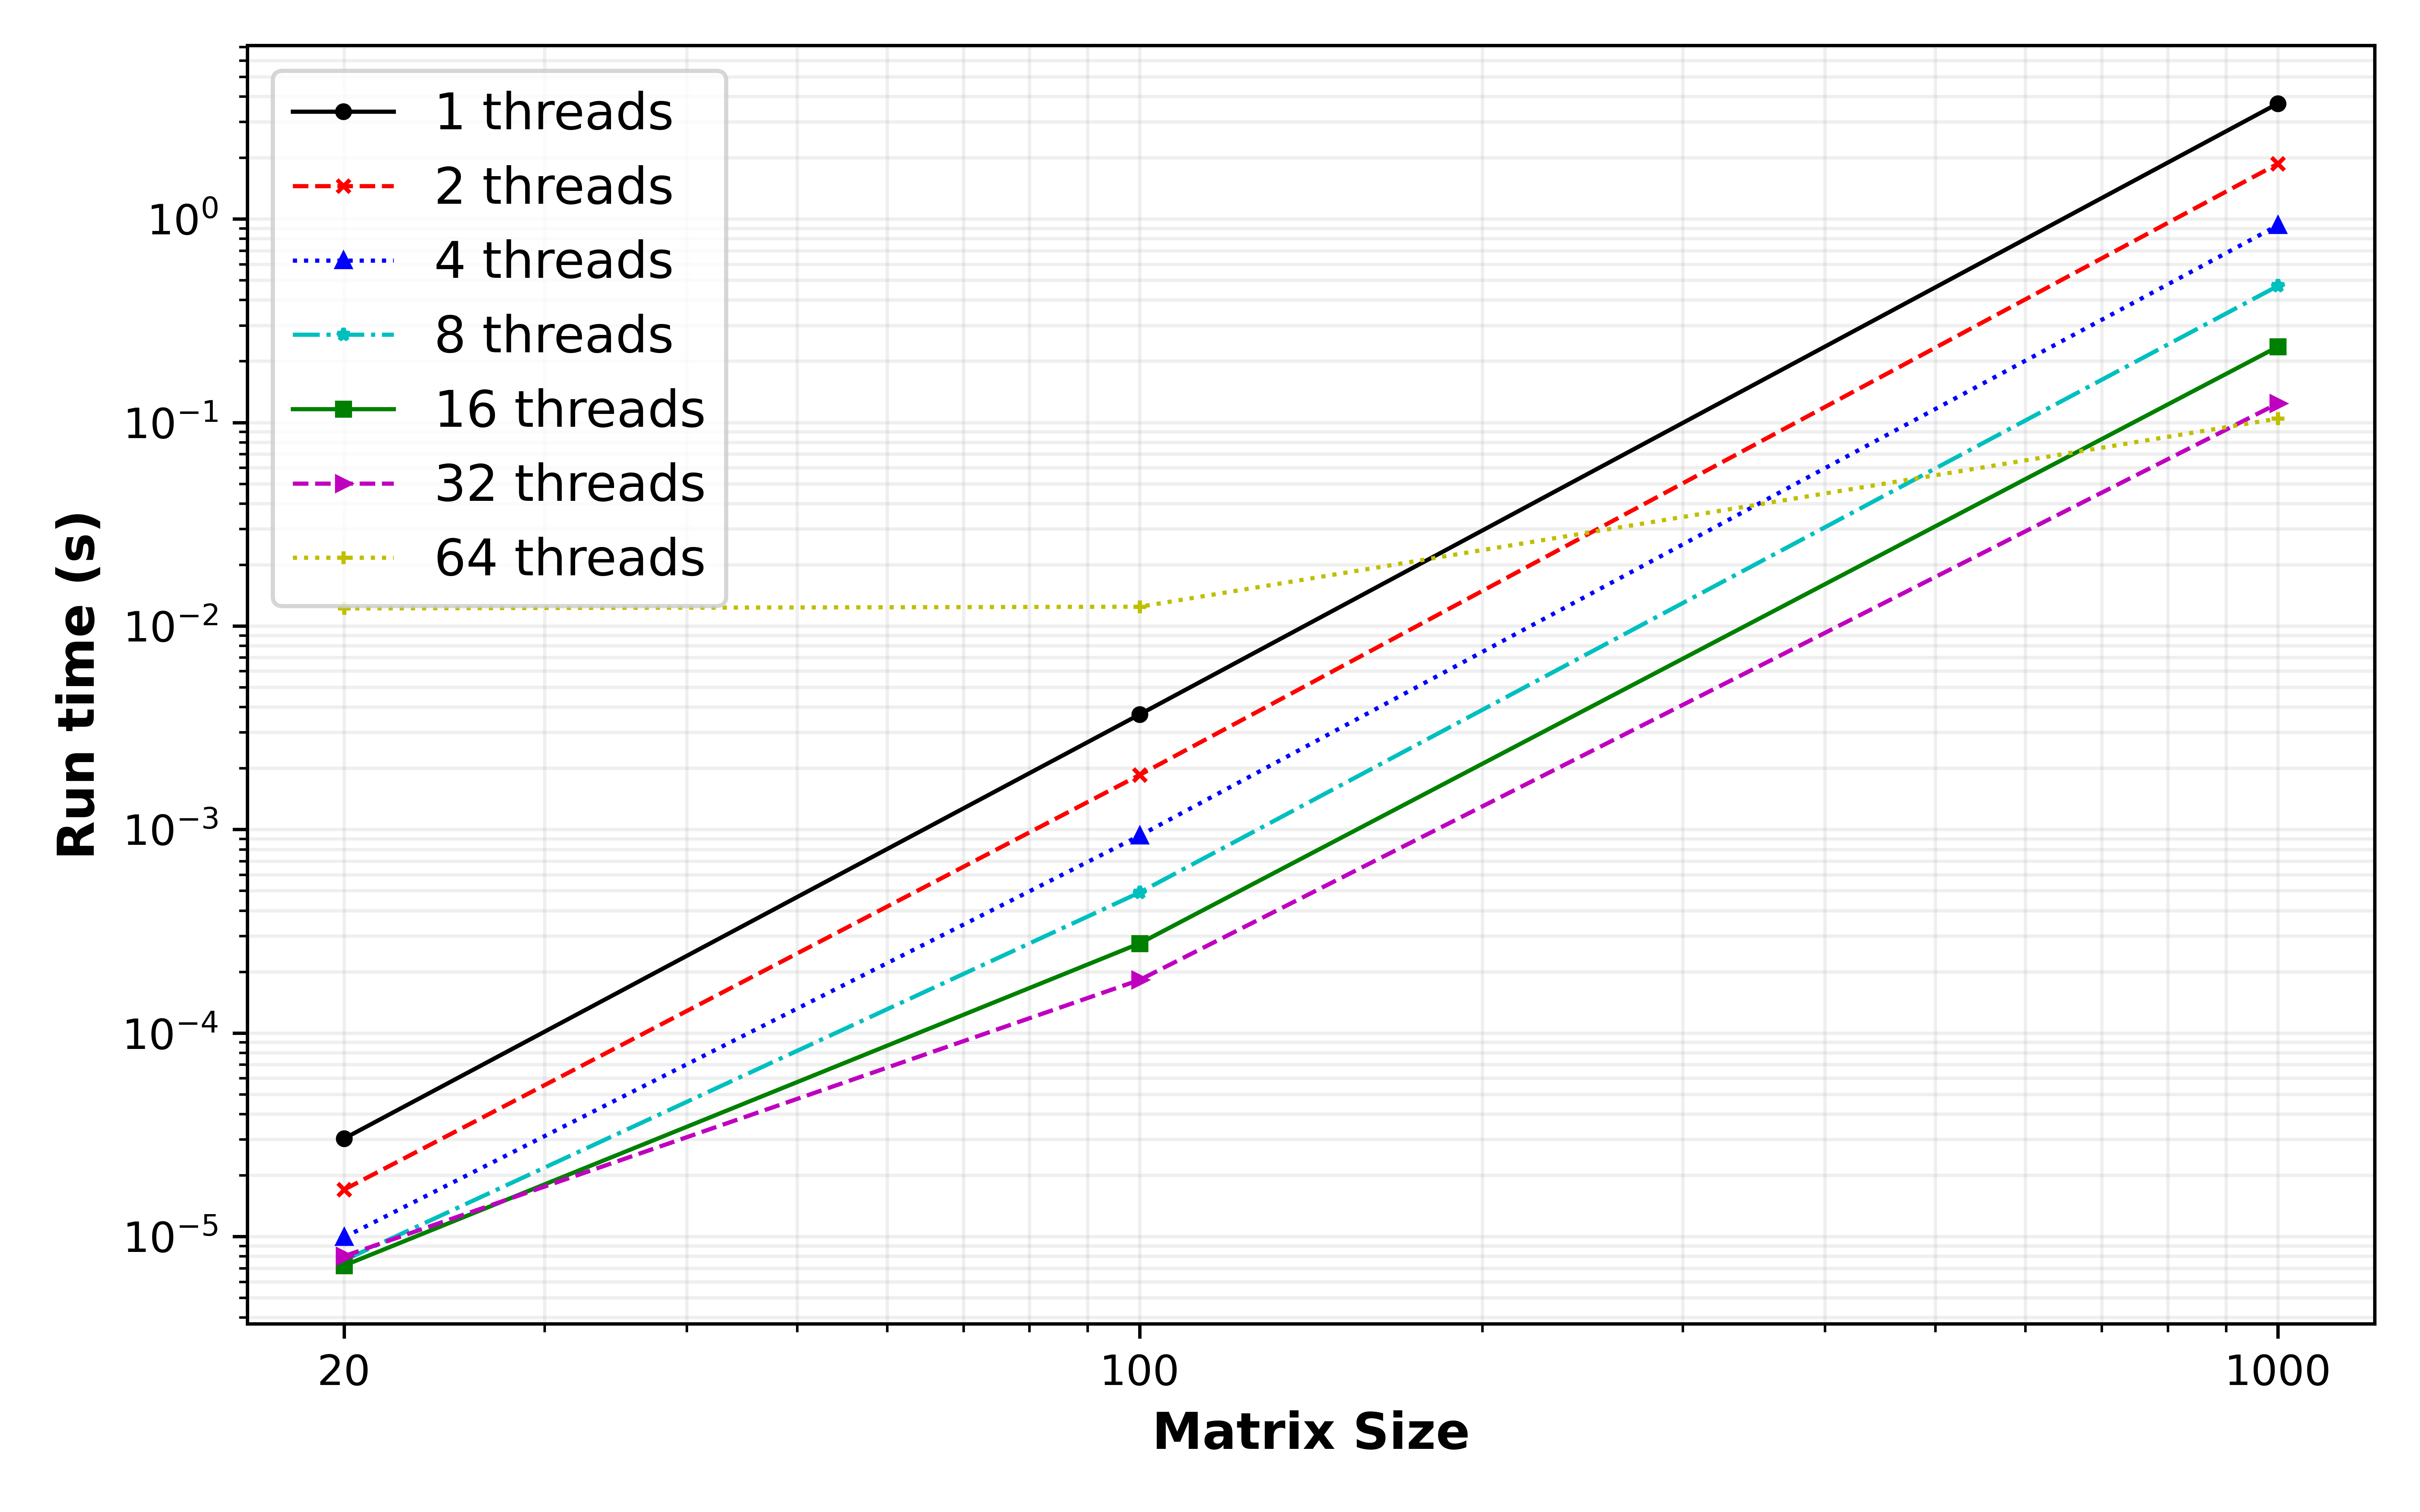 1 threads
2 threads
4 threads
8 threads
16 threads
32 threads
64 threads
Run time (s)
10⁰
10⁻¹
10⁻²
10⁻³
10⁻⁴
10⁻⁵
20 100 1000
Matrix Size